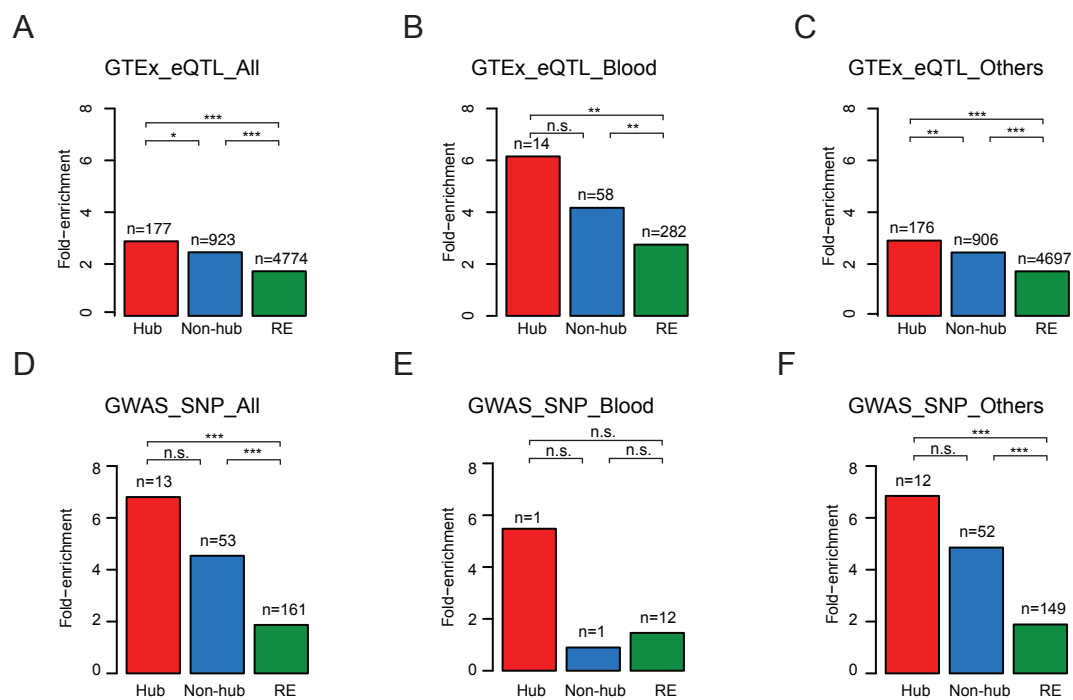 A
GTEx_eQTL_All
Fold−enrichment
0
2
4
6
8
***
*
***
n=177
n=923
n=4774
Hub
Non-hub
RE
B
GTEx_eQTL_Blood
Fold−enrichment
0
2
4
6
8
**
n.s.
**
n=14
n=58
n=282
Hub
Non-hub
RE
C
GTEx_eQTL_Others
Fold−enrichment
0
2
4
6
8
***
**
***
n=176
n=906
n=4697
Hub
Non-hub
RE
D
GWAS_SNP_All
Fold−enrichment
0
2
4
6
8
***
n.s.
***
n=13
n=53
n=161
Hub
Non-hub
RE
E
GWAS_SNP_Blood
Fold−enrichment
0
2
4
6
8
n.s.
n.s.
n.s.
n=1
n=1
n=12
Hub
Non-hub
RE
F
GWAS_SNP_Others
Fold−enrichment
0
2
4
6
8
***
n.s.
***
n=12
n=52
n=149
Hub
Non-hub
RE